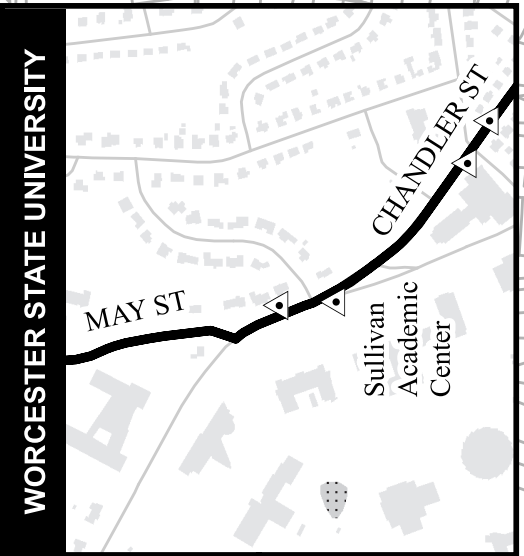 WORCESTER STATE UNIVERSITY
CHANDLER ST
MAY ST
Sullivan
Academic
Center